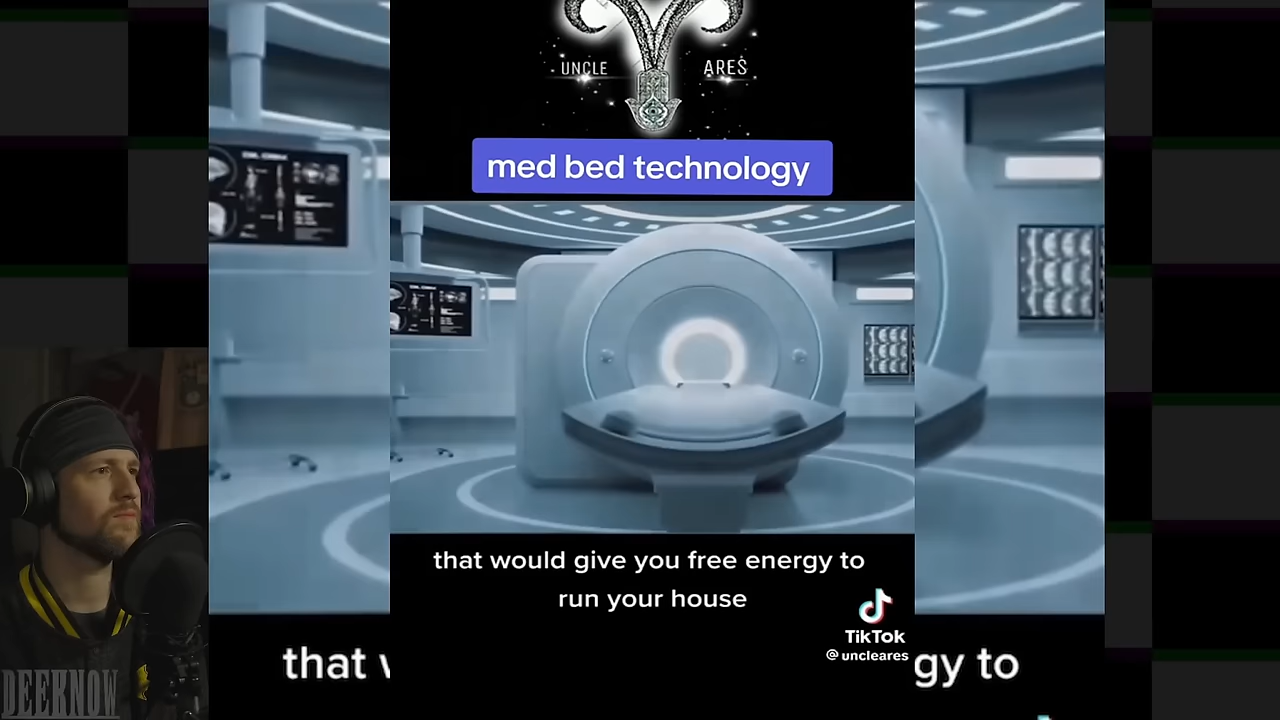 UNCLE ARES
med bed technology
that would give you free energy to
run your house
TikTok
@uncleares
that
gy to
DEEKNOW